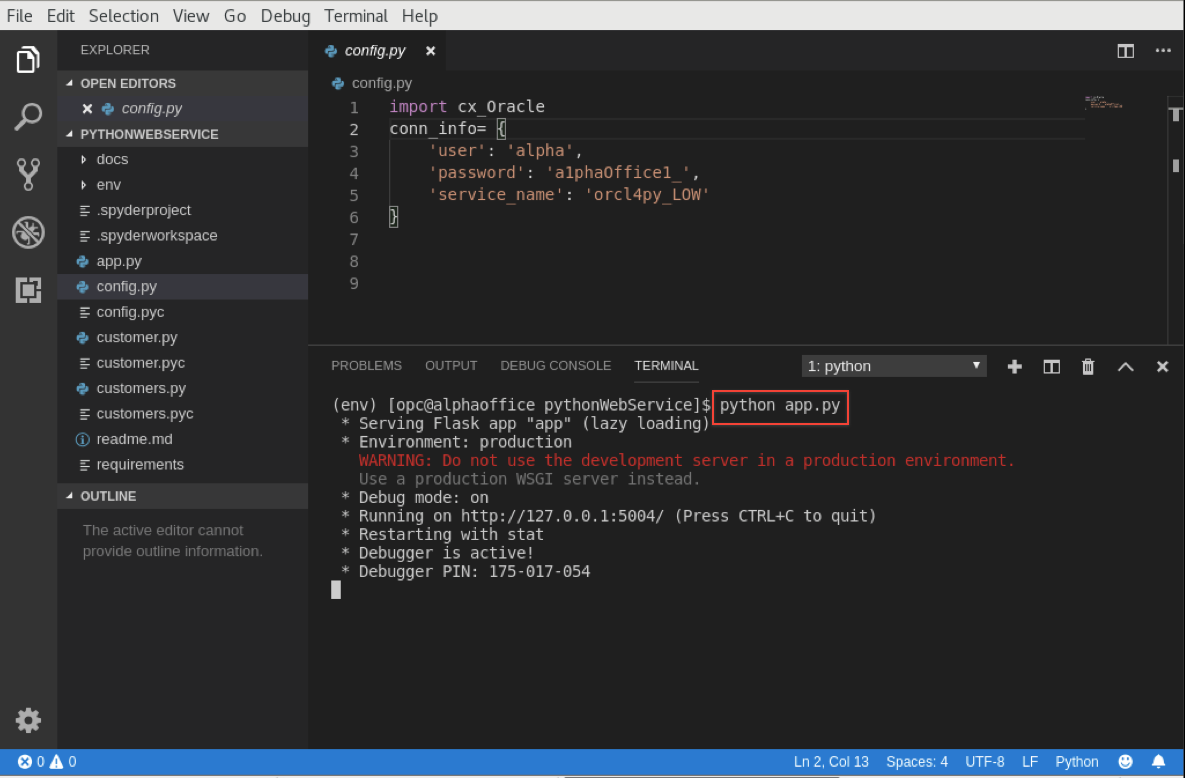 File Edit Selection View Go Debug Terminal Help
EXPLORER
OPEN EDITORS
config.py
PYTHONWEBSERVICE
docs
env
.spyderproject
.spyderworkspace
app.py
config.py
config.pyc
customer.py
customer.pyc
customers.py
customers.pyc
readme.md
requirements
OUTLINE
The active editor cannot
provide outline information.
config.py
config.py
1 import cx_Oracle
2 conn_info= {
3 'user': 'alpha',
4 'password': 'a1phaOffice1_',
5 'service_name': 'orcl4py_LOW'
6 }
7
8
9
PROBLEMS OUTPUT DEBUG CONSOLE TERMINAL 1: python
(env) [opc@alphaoffice pythonWebService]$ python app.py
* Serving Flask app "app" (lazy loading)
* Environment: production
WARNING: Do not use the development server in a production environment.
Use a production WSGI server instead.
* Debug mode: on
* Running on http://127.0.0.1:5004/ (Press CTRL+C to quit)
* Restarting with stat
* Debugger is active!
* Debugger PIN: 175-017-054
0 0 Ln 2, Col 13 Spaces: 4 UTF-8 LF Python